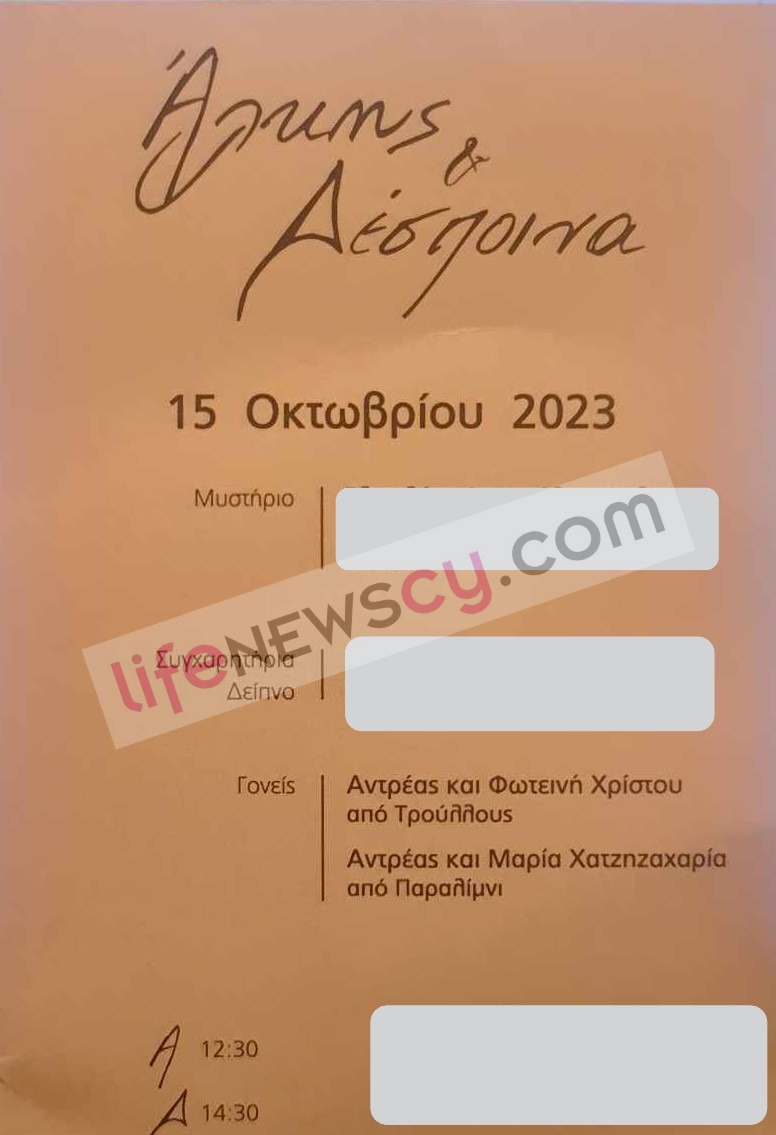 Άλκης
&
Δέσποινα
15 Οκτωβρίου 2023
Μυστήριο
lifeNEWScy.com
Συγχαρητήρια
Δείπνο
Γονείς
Αντρέας και Φωτεινή Χρίστου
από Τρούλλους
Αντρέας και Μαρία Χατζηζαχαρία
από Παραλίμνι
Α 12:30
Δ 14:30